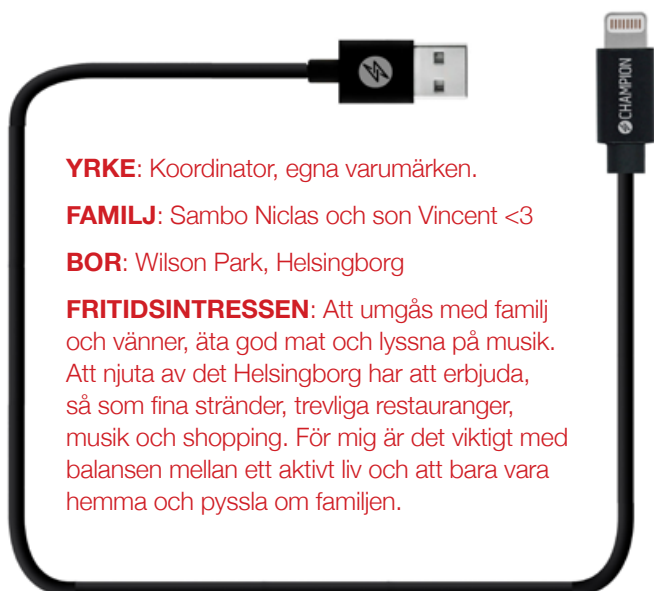 CHAMPION
YRKE: Koordinator, egna varumärken.
FAMILJ: Sambo Niclas och son Vincent <3
BOR: Wilson Park, Helsingborg
FRITIDSINTRESSEN: Att umgås med familj
och vänner, äta god mat och lyssna på musik.
Att njuta av det Helsingborg har att erbjuda,
så som fina stränder, trevliga restauranger,
musik och shopping. För mig är det viktigt med
balansen mellan ett aktivt liv och att bara vara
hemma och pyssla om familjen.